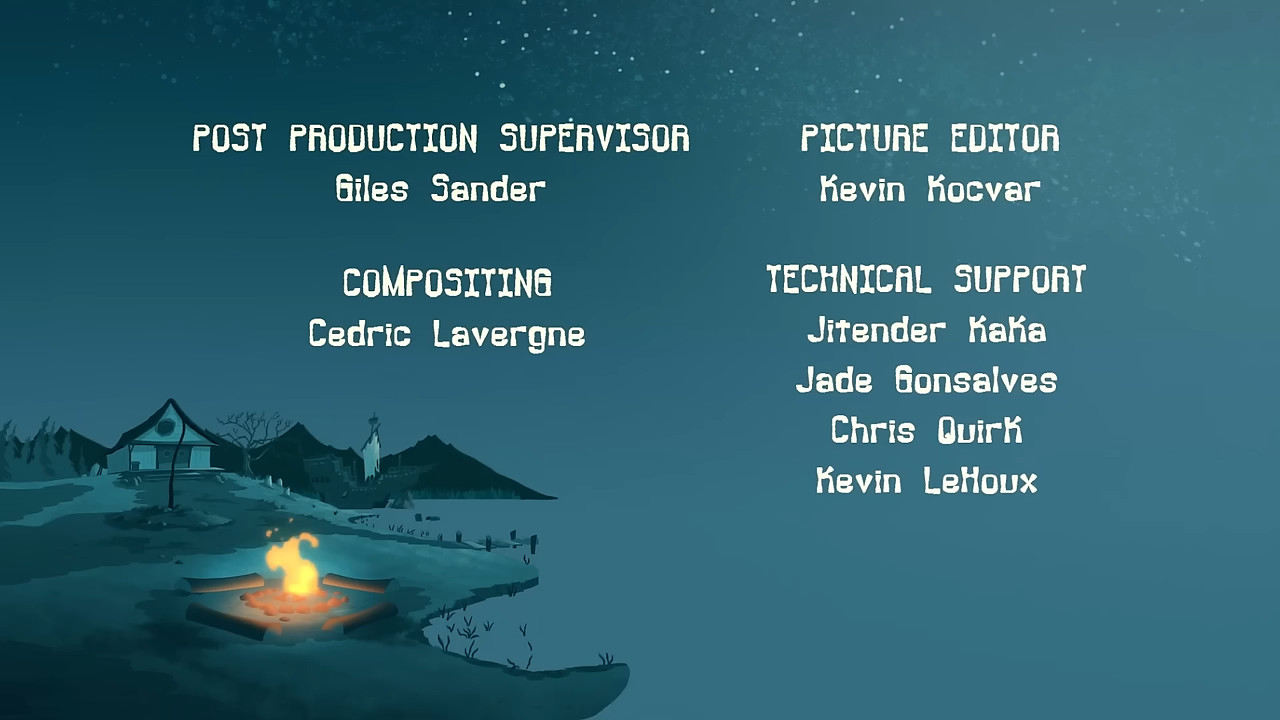 POST PRODUCTION SUPERVISOR
Giles Sander
COMPOSITING
Cedric Lavergne
PICTURE EDITOR
Kevin Kocvar
TECHNICAL SUPPORT
Jitender Kaka
Jade Gonsalves
Chris Quirk
Kevin LeHoux